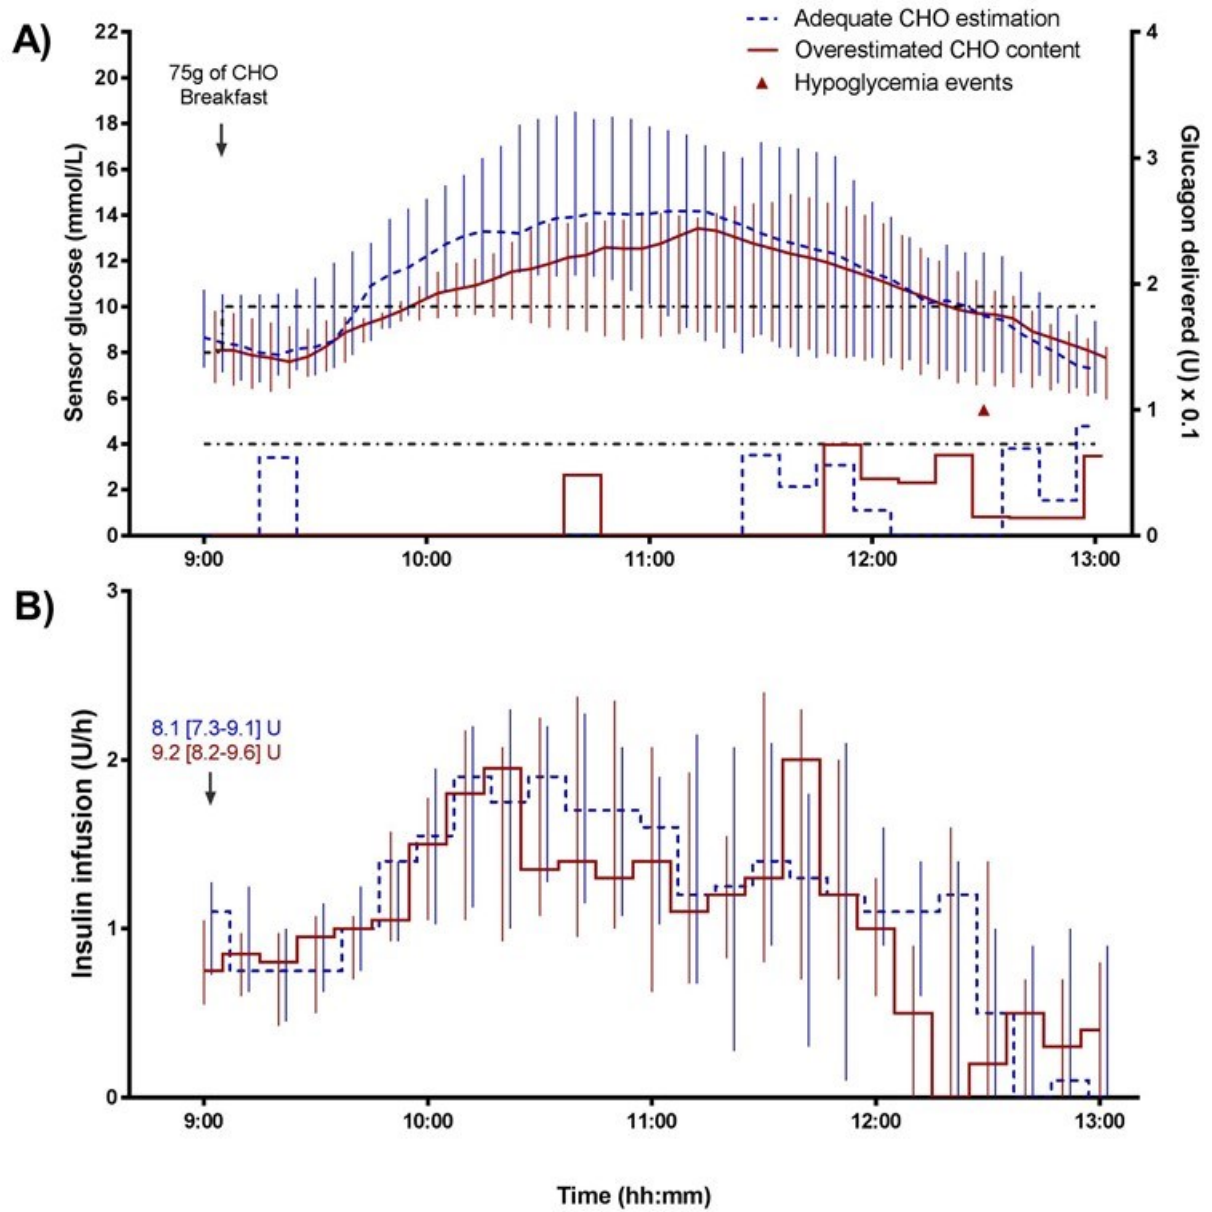 A)
Adequate CHO estimation
Overestimated CHO content
Hypoglycemia events
75g of CHO
Breakfast
Sensor glucose (mmol/L)
22
20
18
16
14
12
10
8
6
4
2
0
4
3
2
1
0
Glucagon delivered (U) x 0.1
9:00 10:00 11:00 12:00 13:00
B)
8.1 [7.3-9.1] U
9.2 [8.2-9.6] U
Insulin infusion (U/h)
3
2
1
0
9:00 10:00 11:00 12:00 13:00
Time (hh:mm)